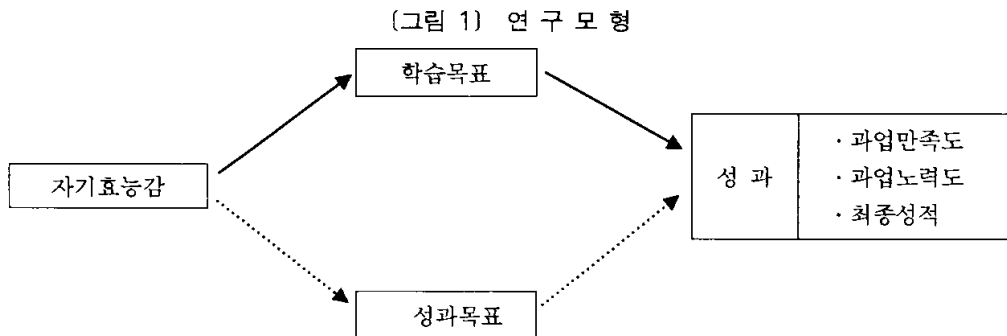 (그림 1) 연 구 모 형
학습목표
자기효능감
성 과
· 과업만족도
· 과업노력도
· 최종성적
성과목표